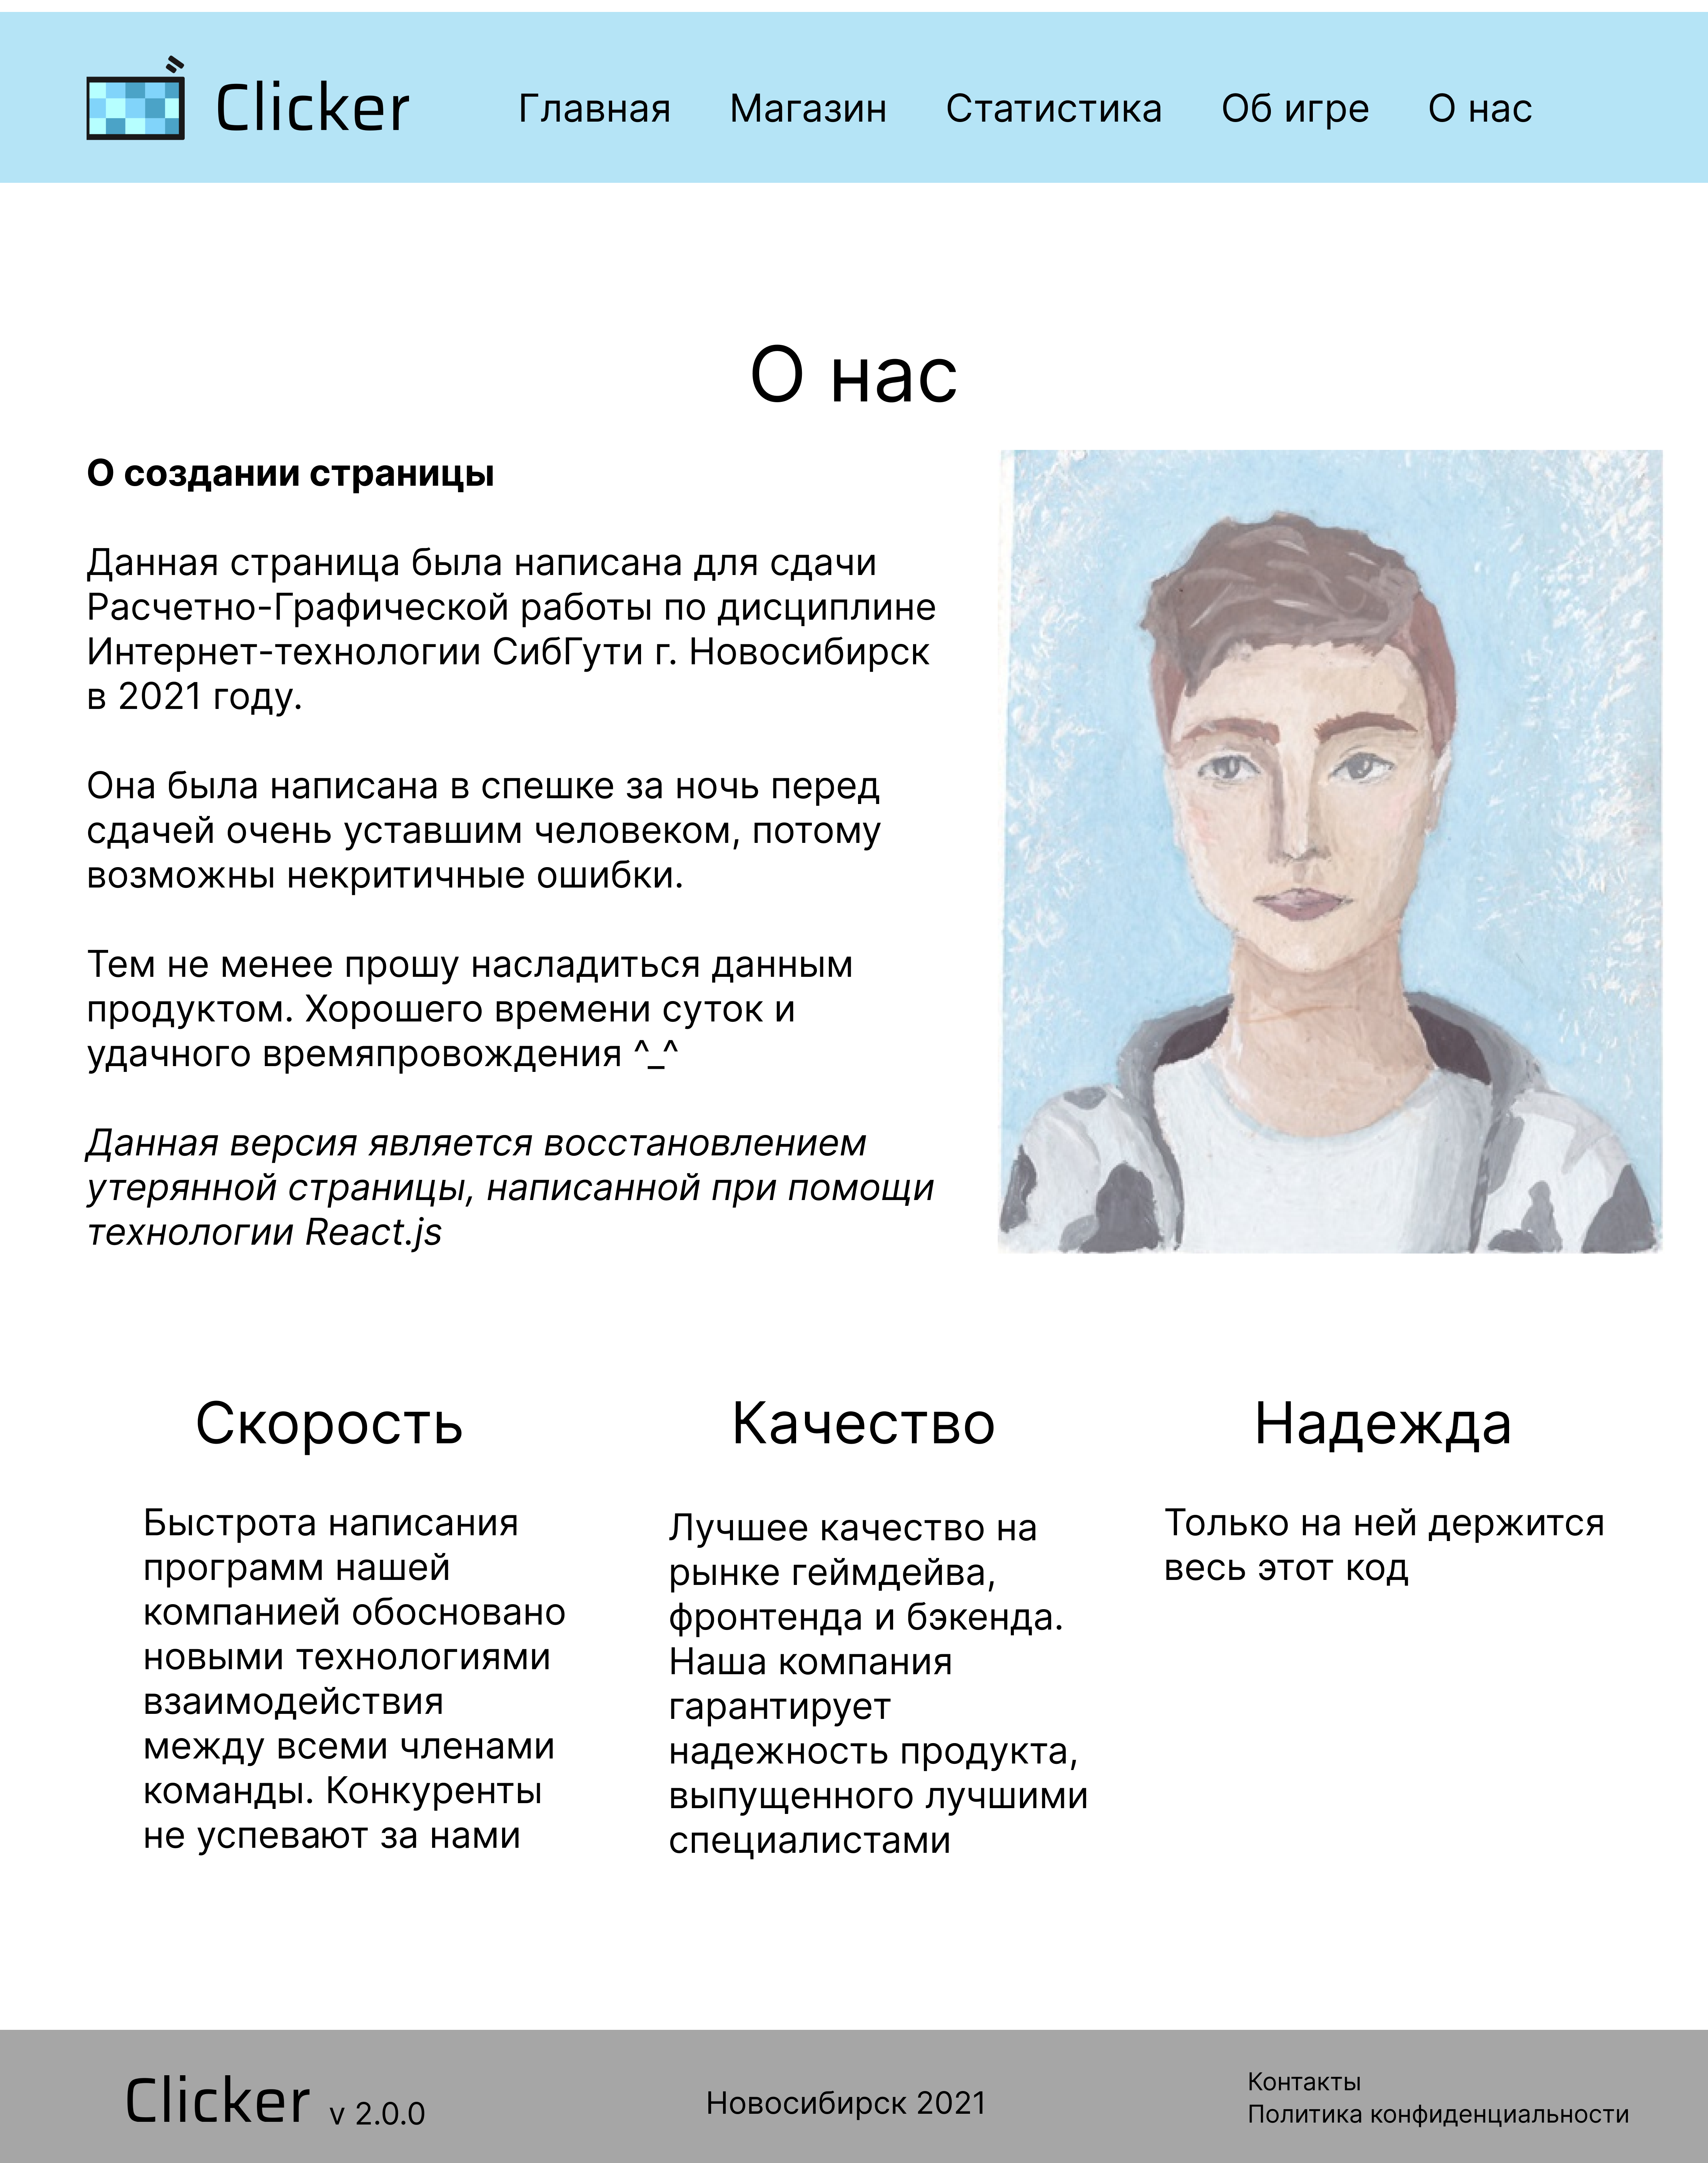 Clicker
Главная Магазин Статистика Об игре О нас
О нас
О создании страницы
Данная страница была написана для сдачи
Расчетно-Графической работы по дисциплине
Интернет-технологии СибГути г. Новосибирск
в 2021 году.
Она была написана в спешке за ночь перед
сдачей очень уставшим человеком, потому
возможны некритичные ошибки.
Тем не менее прошу насладиться данным
продуктом. Хорошего времени суток и
удачного времяпровождения ^_^
Данная версия является восстановлением
утерянной страницы, написанной при помощи
технологии React.js
Скорость
Быстрота написания
программ нашей
компанией обосновано
новыми технологиями
взаимодействия
между всеми членами
команды. Конкуренты
не успевают за нами
Качество
Лучшее качество на
рынке геймдейва,
фронтенда и бэкенда.
Наша компания
гарантирует
надежность продукта,
выпущенного лучшими
специалистами
Надежда
Только на ней держится
весь этот код
Clicker v 2.0.0
Новосибирск 2021
Контакты
Политика конфиденциальности